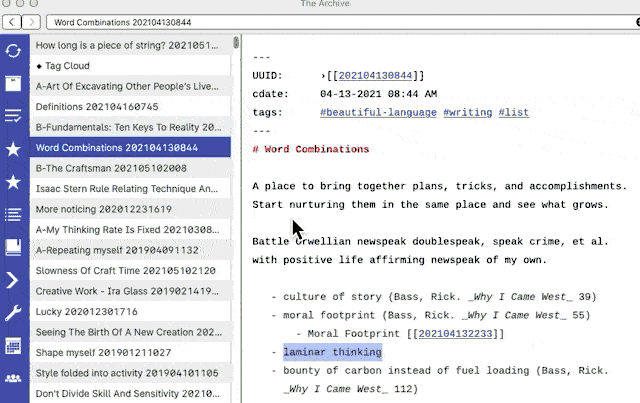 The Archive
Word Combinations 202104130844
How long is a piece of string? 2021051...
◆ Tag Cloud
A-Art Of Excavating Other People's Live...
Definitions 202104160745
B-Fundamentals: Ten Keys To Reality 20...
Word Combinations 202104130844
B-The Craftsman 202105102008
Isaac Stern Rule Relating Technique An...
More noticing 202012231619
A-My Thinking Rate Is Fixed 20210308...
A-Repeating myself 201904091132
Slowness Of Craft Time 202105102120
Creative Work - Ira Glass 2019021419...
Lucky 202012301716
Seeing The Birth Of A New Creation 202...
Shape myself 201901211027
Style folded into activity 201904101105
Don't Divide Skill And Sensitivity 20210...
---
UUID: ›[[202104130844]]
cdate: 04-13-2021 08:44 AM
tags: #beautiful-language #writing #list
---
# Word Combinations
A place to bring together plans, tricks, and accomplishments.
Start nurturing them in the same place and see what grows.
Battle Orwellian newspeak doublespeak, speak crime, et al.
with positive life affirming newspeak of my own.
- culture of story (Bass, Rick. _Why I Came West_ 39)
- moral footprint (Bass, Rick. _Why I Came West_ 55)
- Moral Footprint [[202104132233]]
- laminar thinking
- bounty of carbon instead of fuel loading (Bass, Rick.
_Why I Came West_ 112)